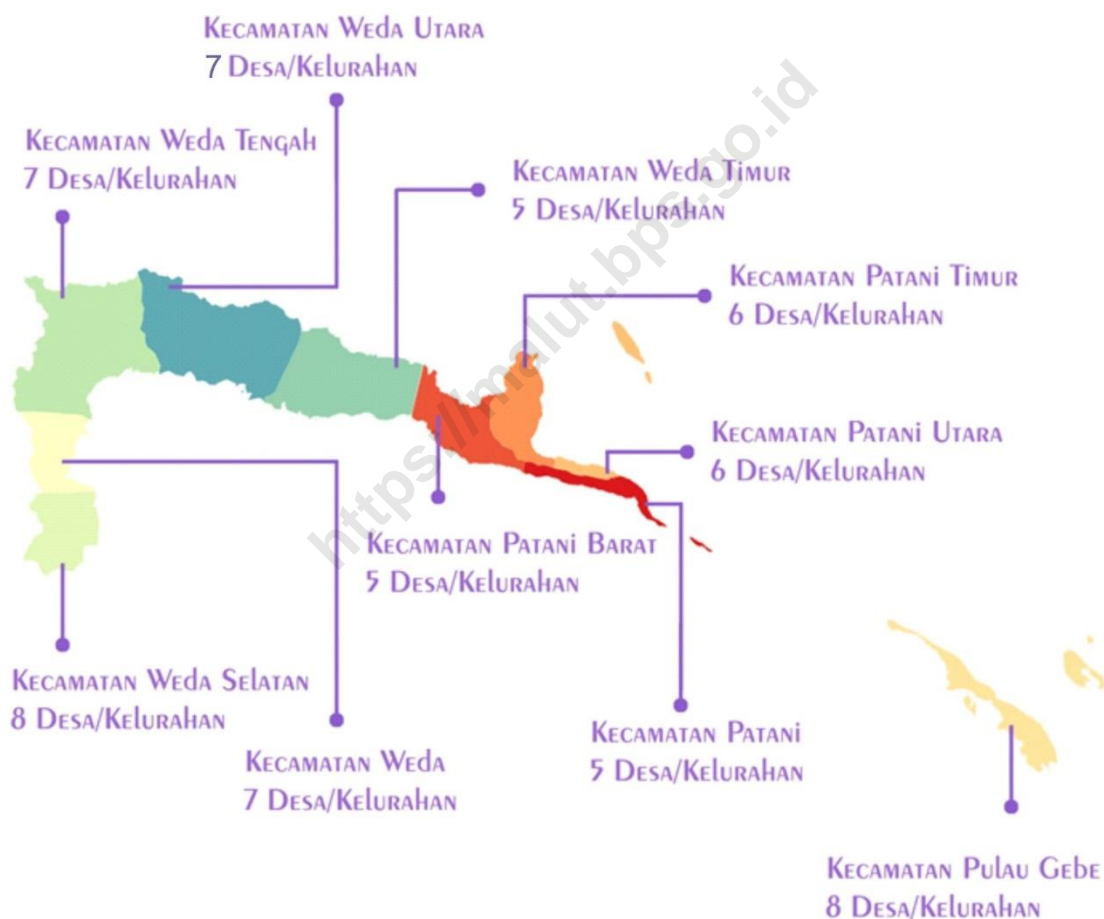 Kecamatan Weda Utara
7 Desa/Kelurahan
Kecamatan Weda Tengah
7 Desa/Kelurahan
Kecamatan Weda Timur
5 Desa/Kelurahan
Kecamatan Patani Timur
6 Desa/Kelurahan
Kecamatan Patani Utara
6 Desa/Kelurahan
Kecamatan Patani Barat
5 Desa/Kelurahan
Kecamatan Weda Selatan
8 Desa/Kelurahan
Kecamatan Weda
7 Desa/Kelurahan
Kecamatan Patani
5 Desa/Kelurahan
Kecamatan Pulau Gebe
8 Desa/Kelurahan
https://malut.bps.go.id